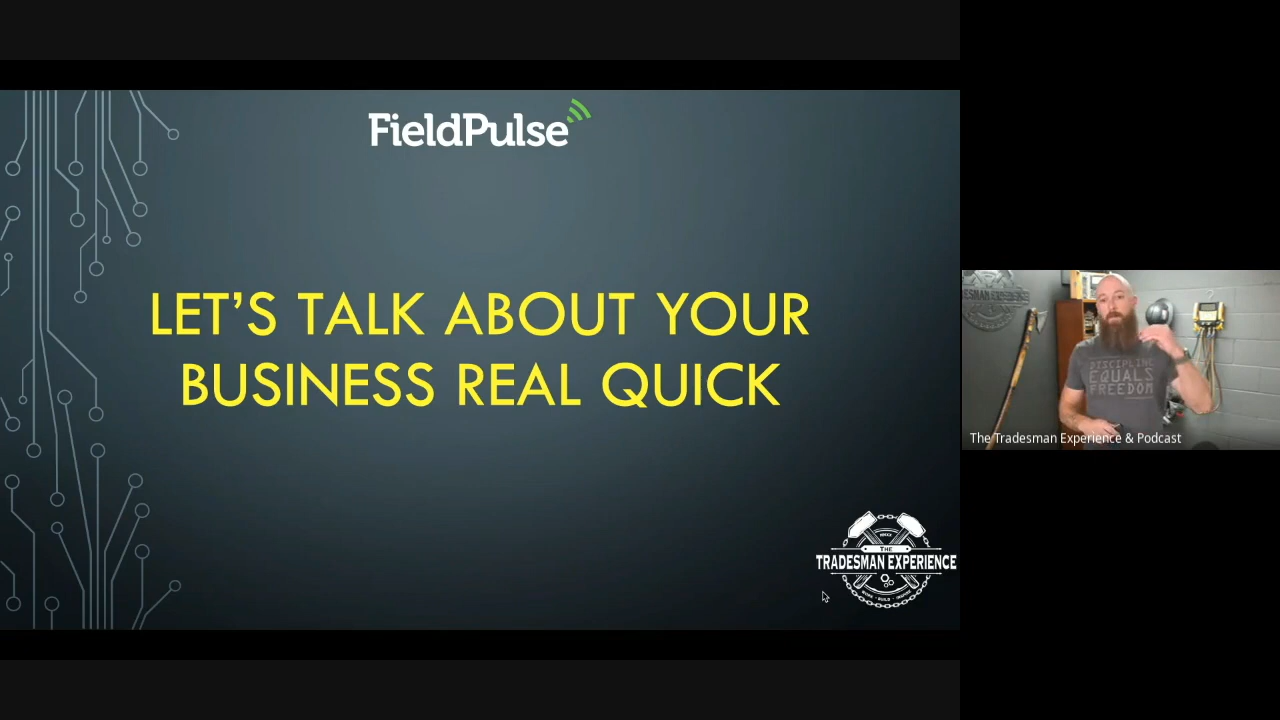 FieldPulse
LET'S TALK ABOUT YOUR
BUSINESS REAL QUICK
THE
TRADESMAN EXPERIENCE
DISCIPLINE
EQUALS
FREEDOM
The Tradesman Experience & Podcast